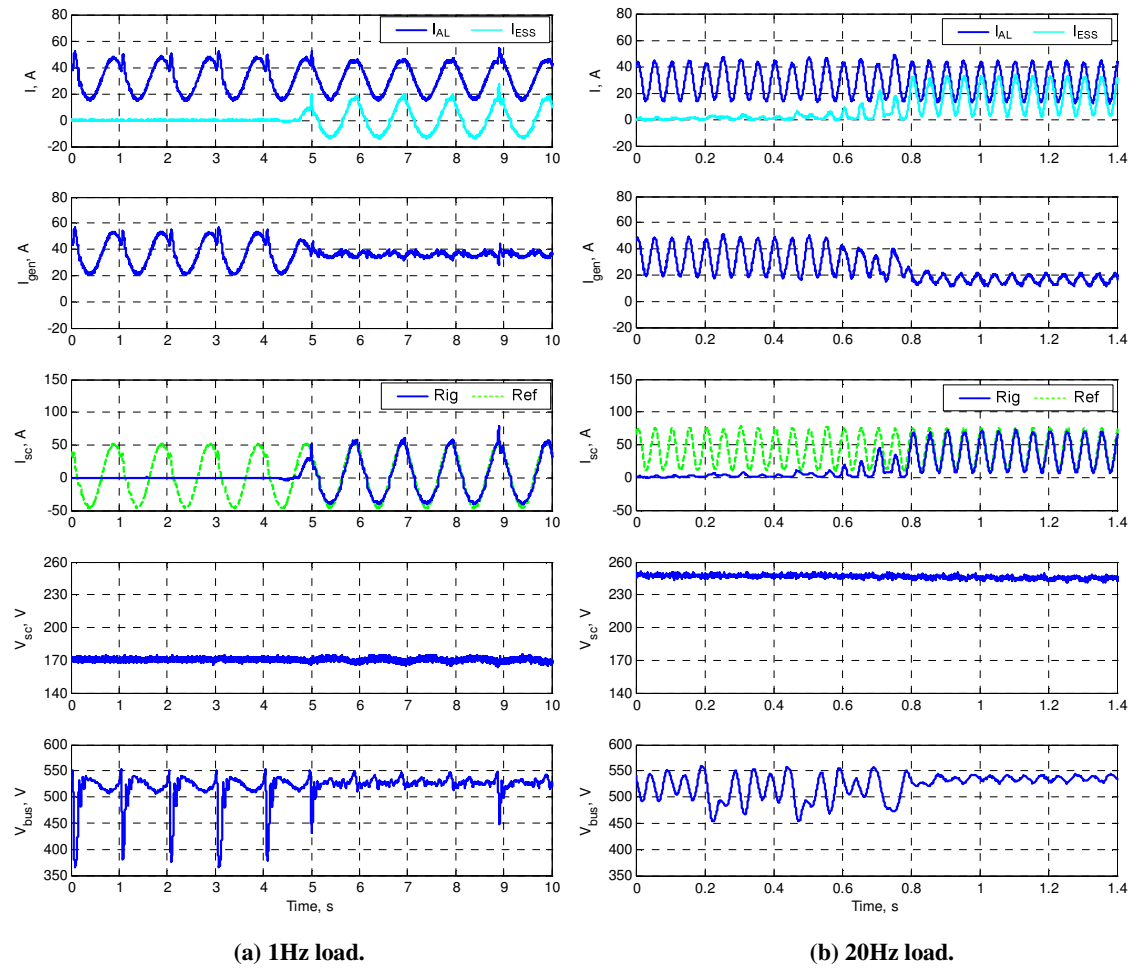 80
60
40
20
0
-20
I, A
I_AL I_ESS
0 1 2 3 4 5 6 7 8 9 10
80
60
40
20
0
-20
I_gen, A
0 1 2 3 4 5 6 7 8 9 10
150
100
50
0
-50
I_sc, A
Rig Ref
0 1 2 3 4 5 6 7 8 9 10
260
230
200
170
140
V_sc, V
0 1 2 3 4 5 6 7 8 9 10
600
550
500
450
400
350
V_bus, V
0 1 2 3 4 5 6 7 8 9 10
Time, s
(a) 1Hz load.
80
60
40
20
0
-20
I, A
I_AL I_ESS
0 0.2 0.4 0.6 0.8 1 1.2 1.4
80
60
40
20
0
-20
I_gen, A
0 0.2 0.4 0.6 0.8 1 1.2 1.4
150
100
50
0
-50
I_sc, A
Rig Ref
0 0.2 0.4 0.6 0.8 1 1.2 1.4
260
230
200
170
140
V_sc, V
0 0.2 0.4 0.6 0.8 1 1.2 1.4
600
550
500
450
400
350
V_bus, V
0 0.2 0.4 0.6 0.8 1 1.2 1.4
Time, s
(b) 20Hz load.